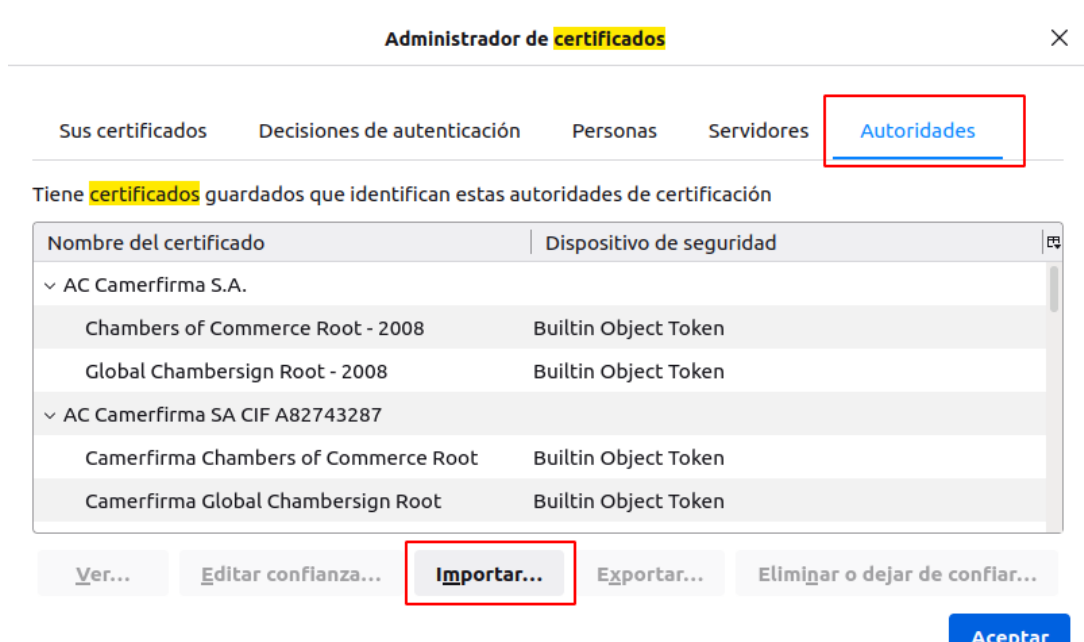 Administrador de certificados
Sus certificados Decisiones de autenticación Personas Servidores Autoridades
Tiene certificados guardados que identifican estas autoridades de certificación
Nombre del certificado Dispositivo de seguridad
AC Camerfirma S.A.
Chambers of Commerce Root - 2008 Builtin Object Token
Global Chambersign Root - 2008 Builtin Object Token
AC Camerfirma SA CIF A82743287
Camerfirma Chambers of Commerce Root Builtin Object Token
Camerfirma Global Chambersign Root Builtin Object Token
Ver... Editar confianza... Importar... Exportar... Eliminar o dejar de confiar...
Aceptar